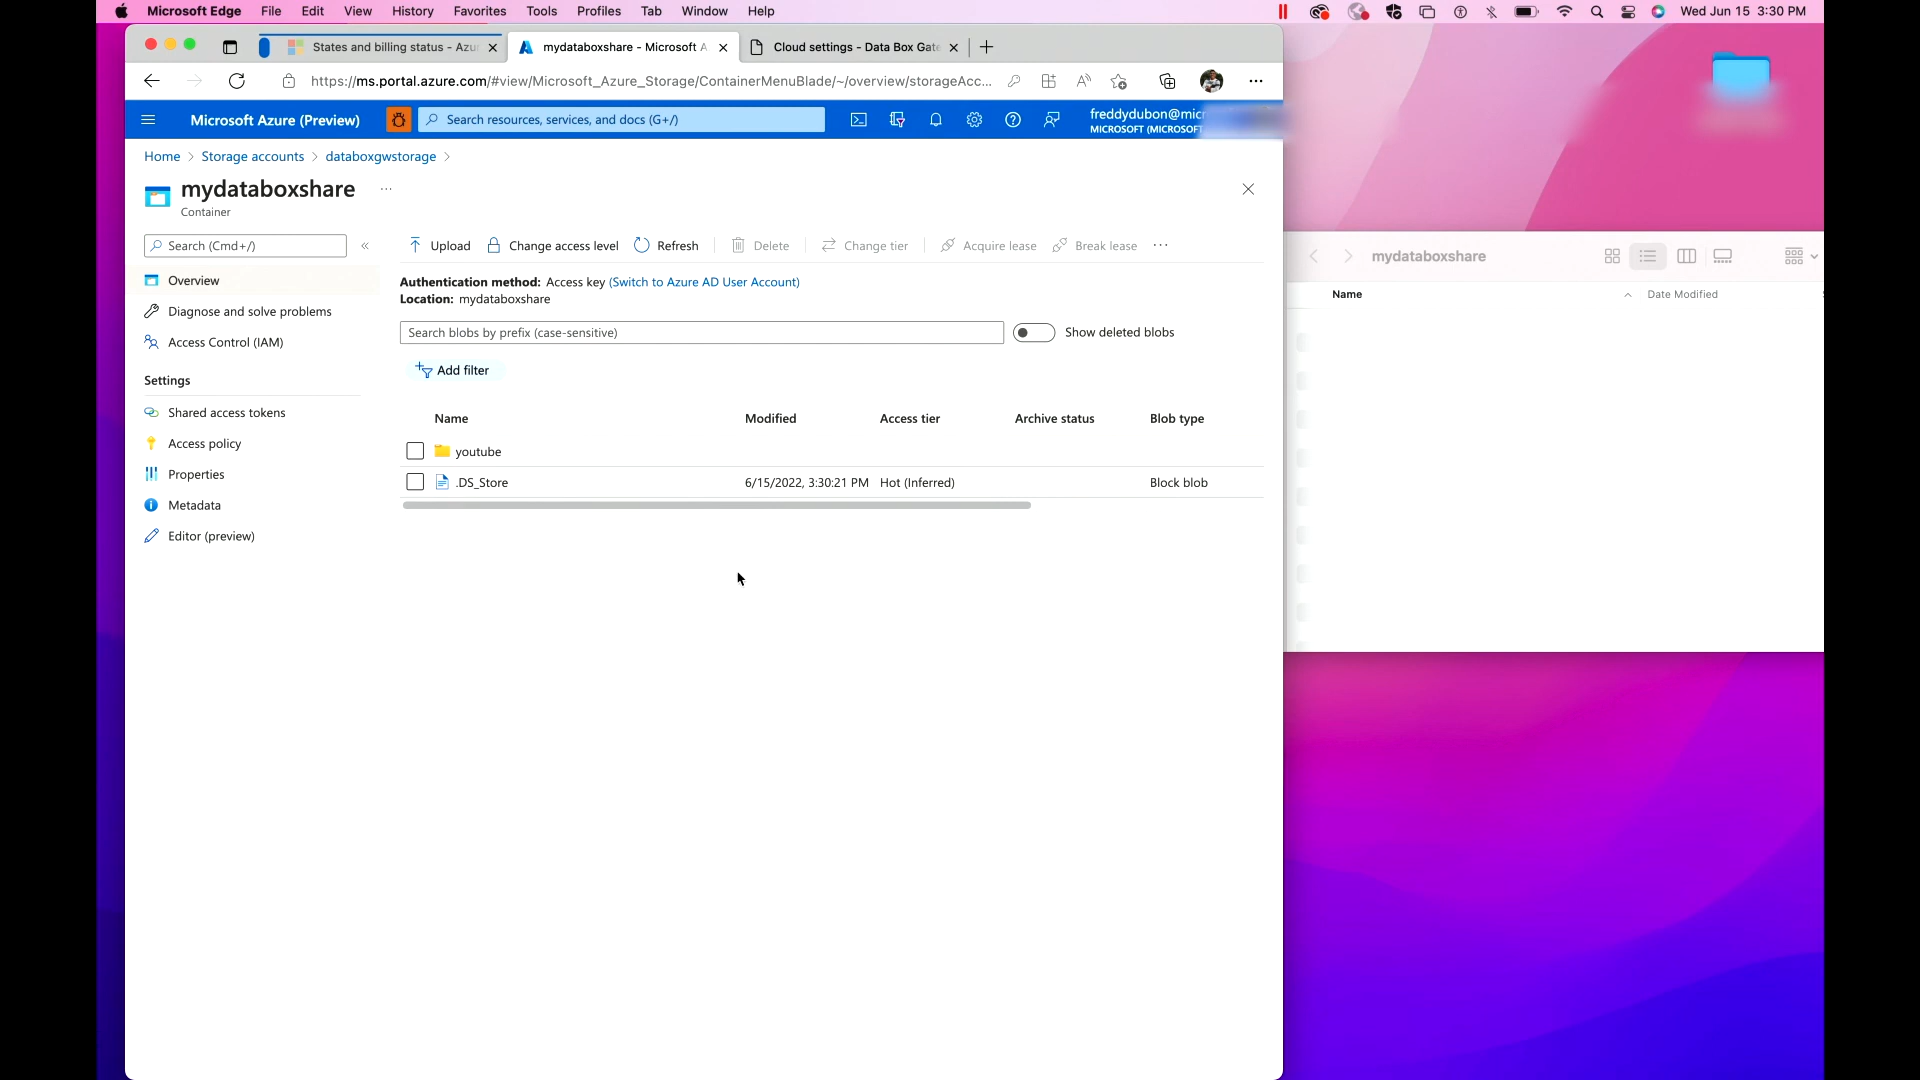 Microsoft Edge File Edit View History Favorites Tools Profiles Tab Window Help Wed Jun 15 3:30 PM
States and billing status - Azu
mydataboxshare - Microsoft A
Cloud settings - Data Box Gate
https://ms.portal.azure.com/#view/Microsoft_Azure_Storage/ContainerMenuBlade/~/overview/storageAcc...
Microsoft Azure (Preview)
Search resources, services, and docs (G+/)
freddydubon@micr
MICROSOFT (MICROSOFT
Home > Storage accounts > databoxgwstorage >
mydataboxshare ...
Container
Search (Cmd+/)
«
Overview
Diagnose and solve problems
Access Control (IAM)
Settings
Shared access tokens
Access policy
Properties
Metadata
Editor (preview)
Upload Change access level Refresh Delete Change tier Acquire lease Break lease ...
Authentication method: Access key (Switch to Azure AD User Account)
Location: mydataboxshare
Search blobs by prefix (case-sensitive)
Show deleted blobs
Add filter
Name Modified Access tier Archive status Blob type
youtube
.DS_Store 6/15/2022, 3:30:21 PM Hot (Inferred) Block blob
mydataboxshare
Name Date Modified